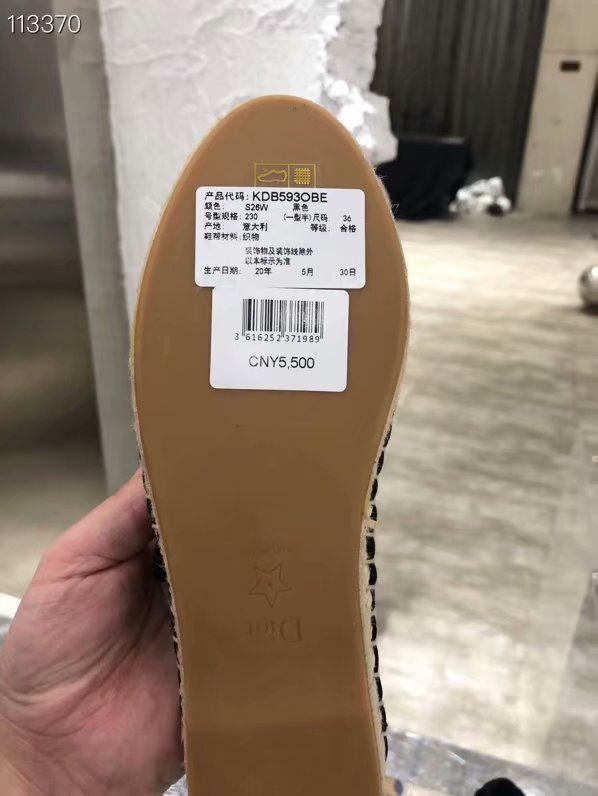 113370
产品代码: KDB593OBE
颜色: S26W 黑色
号型规格: 230 (一型半)尺码 36
产地: 意大利 等级: 合格
鞋帮材料: 织物
装饰物及装饰线除外
以本标示为准
生产日期: 20年 5月 30日
3 616252 371989
CNY5,500
Dior